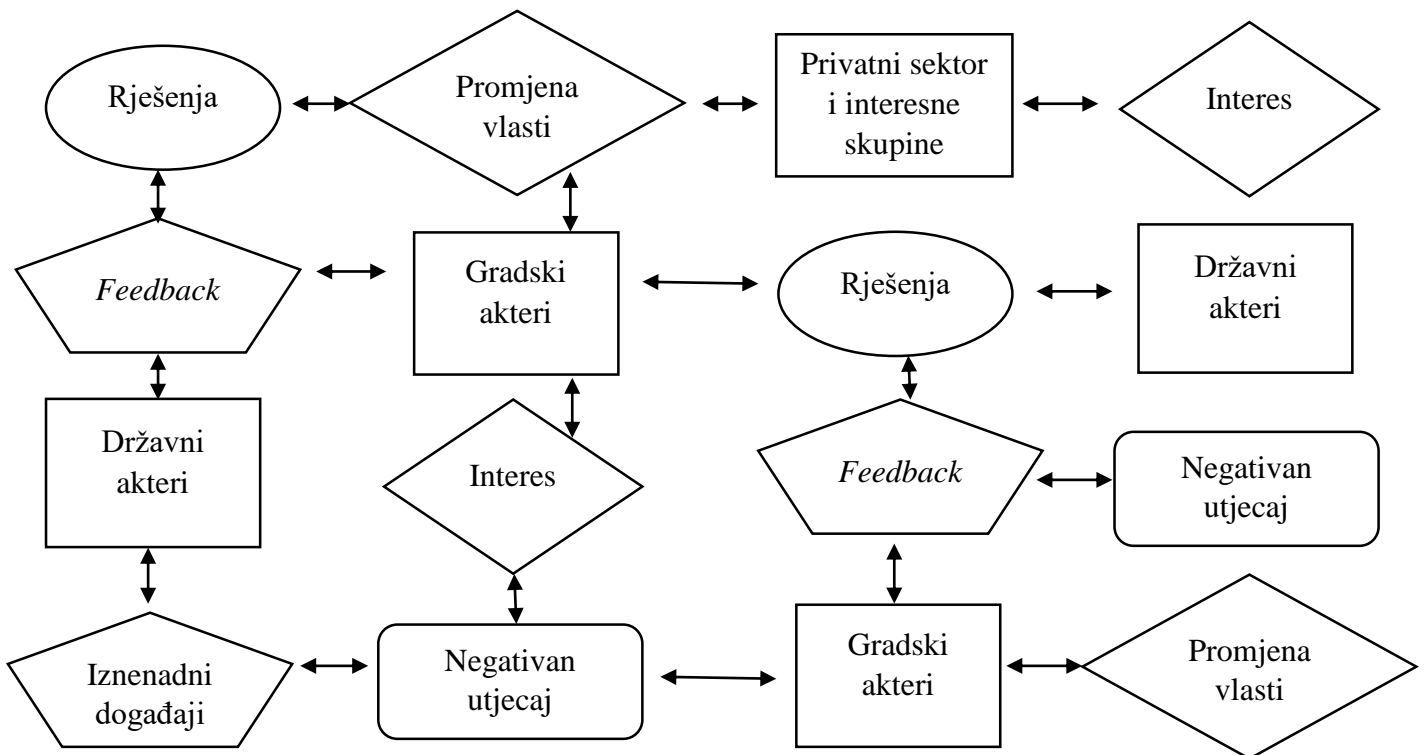 Rješenja
Promjena
vlasti
Privatni sektor
i interesne
skupine
Interes
Feedback
Gradski
akteri
Rješenja
Državni
akteri
Državni
akteri
Interes
Feedback
Negativan
utjecaj
Iznenadni
događaji
Negativan
utjecaj
Gradski
akteri
Promjena
vlasti